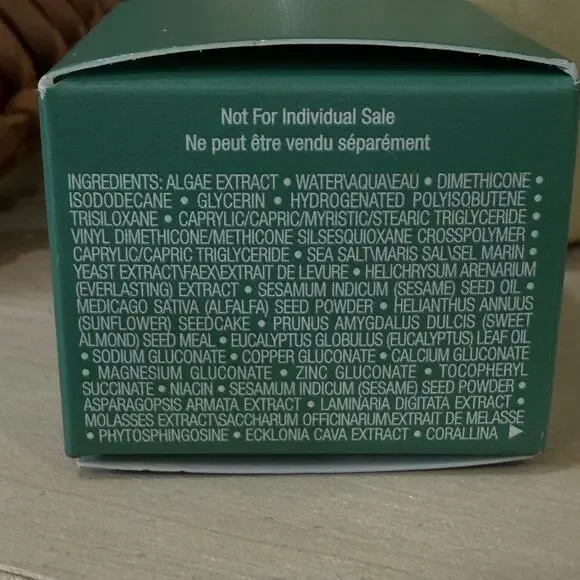 Not For Individual Sale
Ne peut être vendu séparément
INGREDIENTS: ALGAE EXTRACT • WATER\AQUA\EAU • DIMETHICONE •
ISODODECANE • GLYCERIN • HYDROGENATED POLYISOBUTENE •
TRISILOXANE • CAPRYLIC/CAPRIC/MYRISTIC/STEARIC TRIGLYCERIDE •
VINYL DIMETHICONE/METHICONE SILSESQUIOXANE CROSSPOLYMER •
CAPRYLIC/CAPRIC TRIGLYCERIDE • SEA SALT\MARIS SAL\SEL MARIN •
YEAST EXTRACT\FAEX\EXTRAIT DE LEVURE • HELICHRYSUM ARENARIUM
(EVERLASTING) EXTRACT • SESAMUM INDICUM (SESAME) SEED OIL •
MEDICAGO SATIVA (ALFALFA) SEED POWDER • HELIANTHUS ANNUUS
(SUNFLOWER) SEEDCAKE • PRUNUS AMYGDALUS DULCIS (SWEET
ALMOND) SEED MEAL • EUCALYPTUS GLOBULUS (EUCALYPTUS) LEAF OIL
• SODIUM GLUCONATE • COPPER GLUCONATE • CALCIUM GLUCONATE
• MAGNESIUM GLUCONATE • ZINC GLUCONATE • TOCOPHERYL
SUCCINATE • NIACIN • SESAMUM INDICUM (SESAME) SEED POWDER •
ASPARAGOPSIS ARMATA EXTRACT • LAMINARIA DIGITATA EXTRACT •
MOLASSES EXTRACT\SACCHARUM OFFICINARUM\EXTRAIT DE MELASSE
• PHYTOSPHINGOSINE • ECKLONIA CAVA EXTRACT • CORALLINA ▶